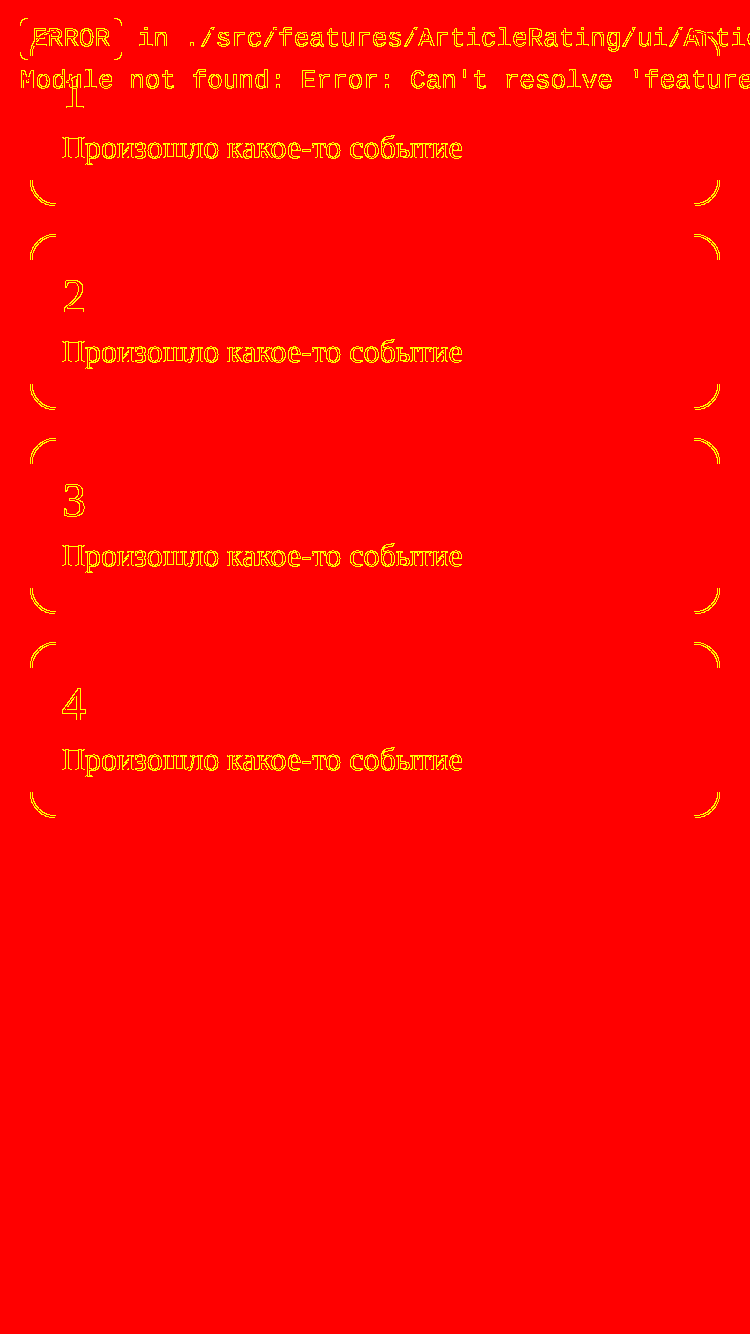 ERROR in ./src/features/ArticleRating/ui/Artic
Module not found: Error: Can't resolve 'feature
1
Произошло какое-то событие
2
Произошло какое-то событие
3
Произошло какое-то событие
4
Произошло какое-то событие